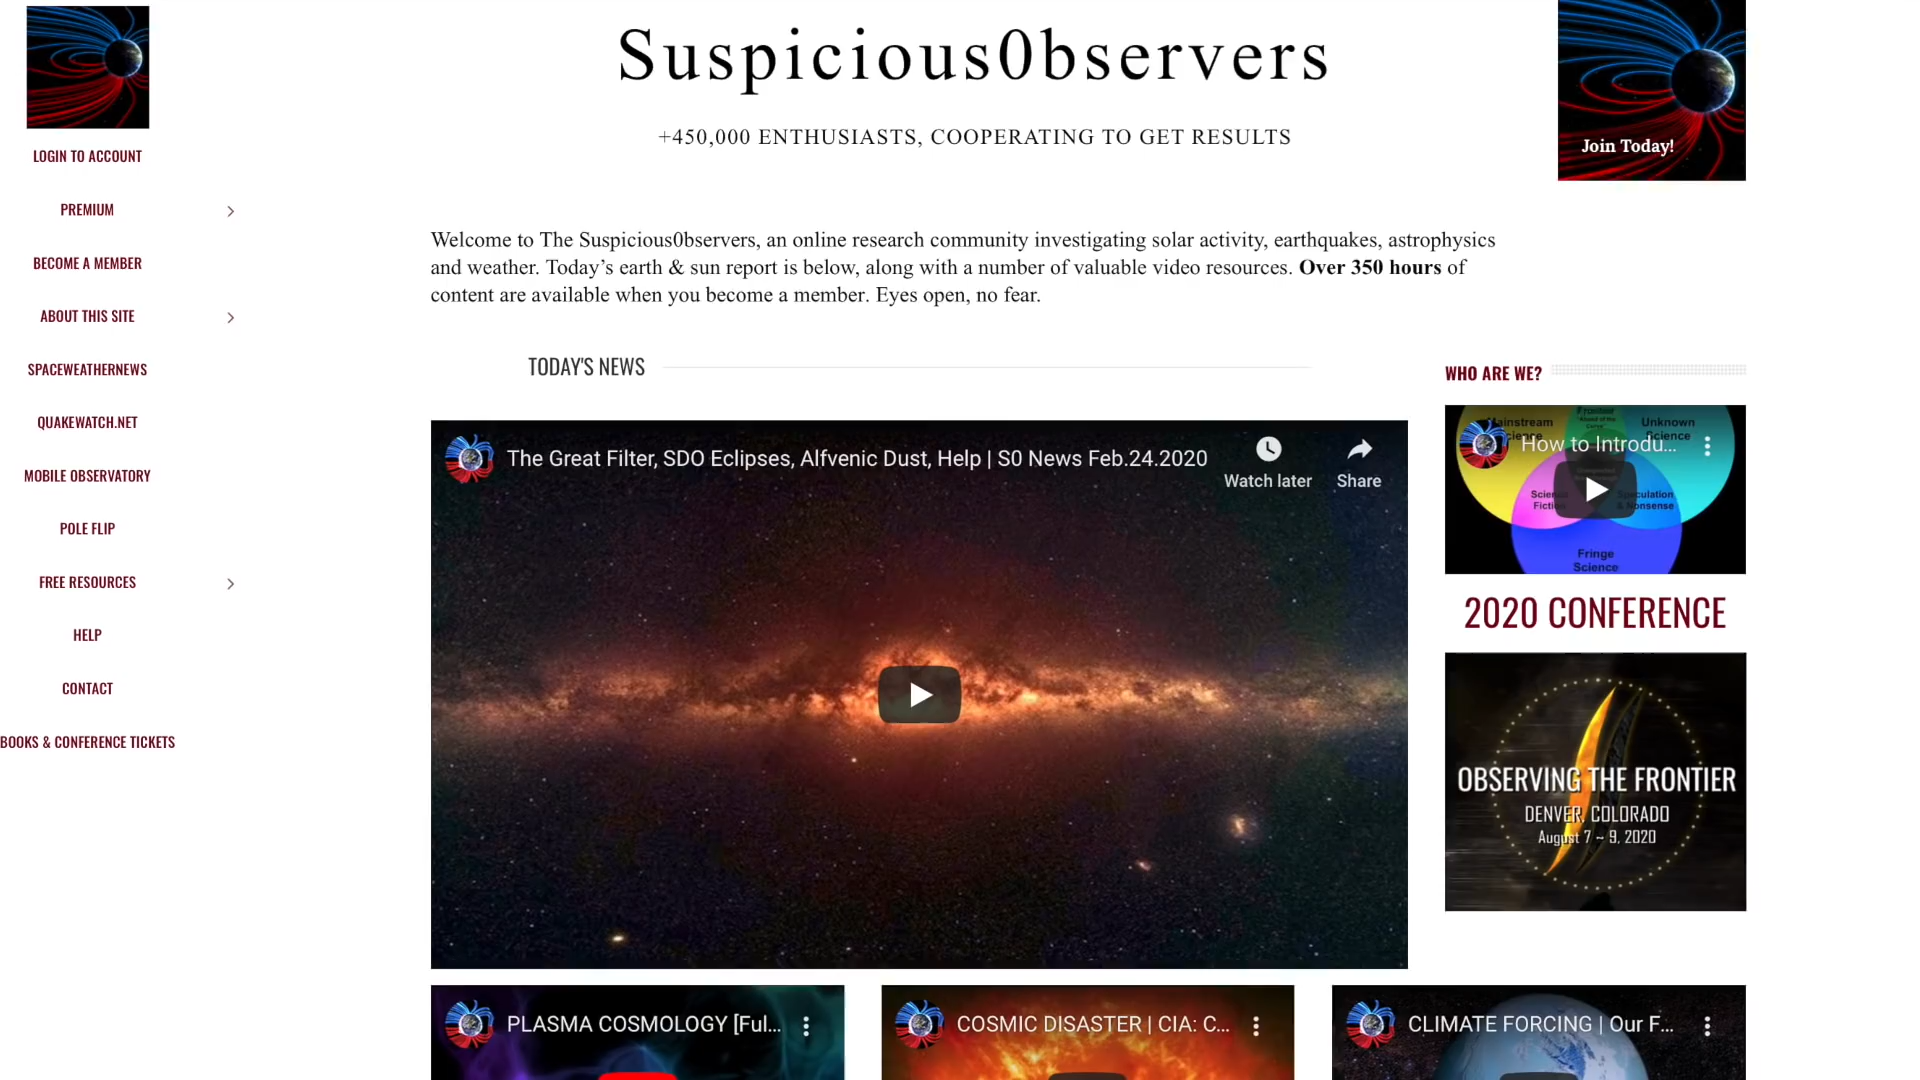 Suspicious0bservers
+450,000 ENTHUSIASTS, COOPERATING TO GET RESULTS
Join Today!
LOGIN TO ACCOUNT
PREMIUM
BECOME A MEMBER
ABOUT THIS SITE
SPACEWEATHERNEWS
QUAKEWATCH.NET
MOBILE OBSERVATORY
POLE FLIP
FREE RESOURCES
HELP
CONTACT
BOOKS & CONFERENCE TICKETS
Welcome to The Suspicious0bservers, an online research community investigating solar activity, earthquakes, astrophysics
and weather. Today’s earth & sun report is below, along with a number of valuable video resources. Over 350 hours of
content are available when you become a member. Eyes open, no fear.
TODAY'S NEWS
The Great Filter, SDO Eclipses, Alfvenic Dust, Help | S0 News Feb.24.2020
Watch later
Share
WHO ARE WE?
Mainstream
Unknown
Science
How to Introdu...
Fringe
Science
2020 CONFERENCE
OBSERVING THE FRONTIER
DENVER, COLORADO
August 7 ~ 9, 2020
PLASMA COSMOLOGY [Ful...
COSMIC DISASTER | CIA: C...
CLIMATE FORCING | Our F...